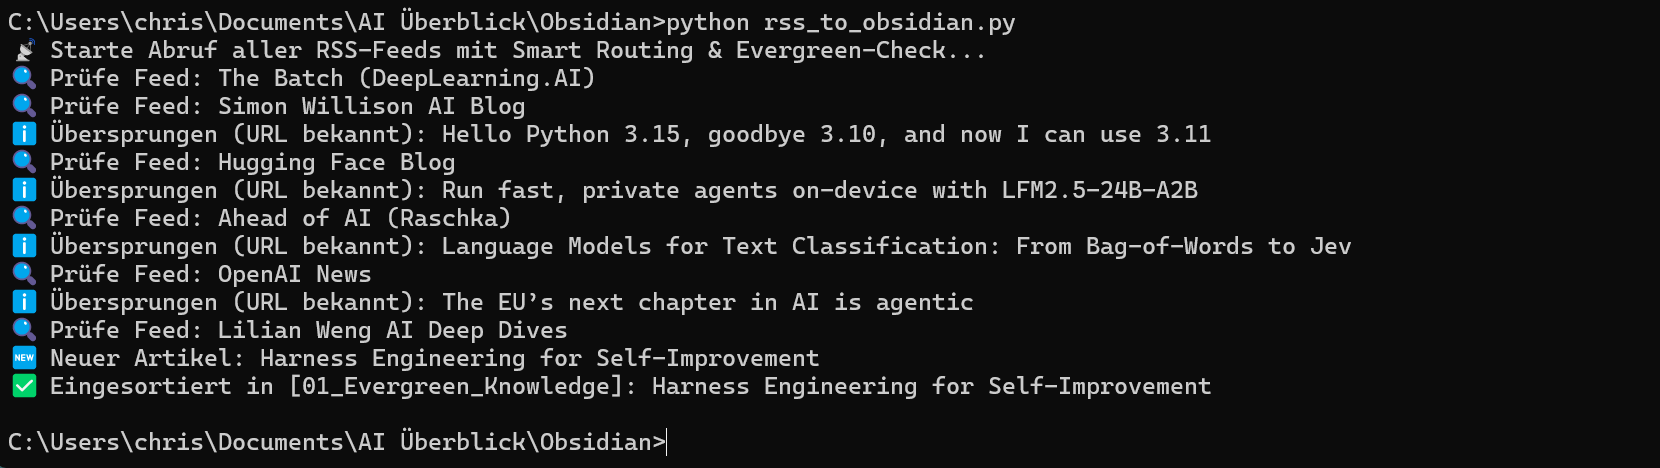 C:\Users\chris\Documents\AI Überblick\Obsidian>python rss_to_obsidian.py
📡 Starte Abruf aller RSS-Feeds mit Smart Routing & Evergreen-Check...
🔍 Prüfe Feed: The Batch (DeepLearning.AI)
🔍 Prüfe Feed: Simon Willison AI Blog
ℹ️ Übersprungen (URL bekannt): Hello Python 3.15, goodbye 3.10, and now I can use 3.11
🔍 Prüfe Feed: Hugging Face Blog
ℹ️ Übersprungen (URL bekannt): Run fast, private agents on-device with LFM2.5-24B-A2B
🔍 Prüfe Feed: Ahead of AI (Raschka)
ℹ️ Übersprungen (URL bekannt): Language Models for Text Classification: From Bag-of-Words to Jev
🔍 Prüfe Feed: OpenAI News
ℹ️ Übersprungen (URL bekannt): The EU’s next chapter in AI is agentic
🔍 Prüfe Feed: Lilian Weng AI Deep Dives
🆕 Neuer Artikel: Harness Engineering for Self-Improvement
✅ Eingesortiert in [01_Evergreen_Knowledge]: Harness Engineering for Self-Improvement
C:\Users\chris\Documents\AI Überblick\Obsidian>